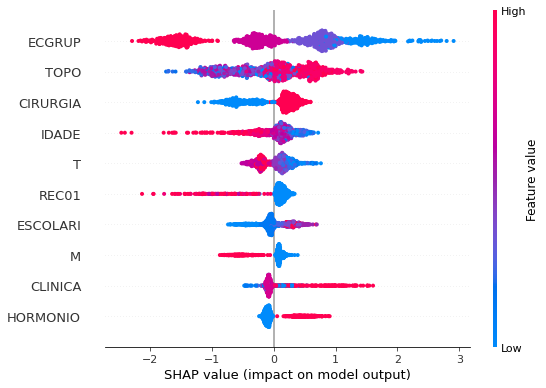 High
ECGRUP
TOPO
CIRURGIA
IDADE
T
REC01
ESCOLARI
M
CLINICA
HORMONIO
Feature value
Low
−2 −1 0 1 2 3
SHAP value (impact on model output)